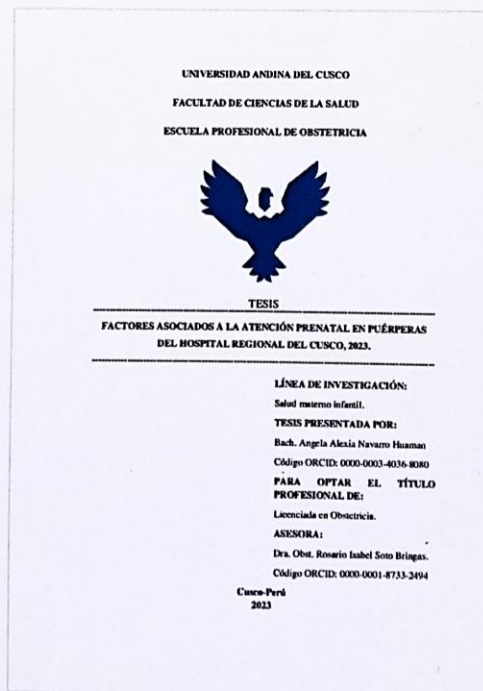 UNIVERSIDAD ANDINA DEL CUSCO
FACULTAD DE CIENCIAS DE LA SALUD
ESCUELA PROFESIONAL DE OBSTETRICIA
TESIS
FACTORES ASOCIADOS A LA ATENCIÓN PRENATAL EN PUÉRPERAS
DEL HOSPITAL REGIONAL DEL CUSCO, 2023.
LÍNEA DE INVESTIGACIÓN:
Salud materno infantil.
TESIS PRESENTADA POR:
Bach. Angela Alexia Navarro Huaman
Código ORCID: 0000-0003-4036-8080
PARA OPTAR EL TÍTULO
PROFESIONAL DE:
Licenciada en Obstetricia.
ASESORA:
Dra. Obst. Rosario Isabel Soto Bringas.
Código ORCID: 0000-0001-8733-2494
Cusco-Perú
2023